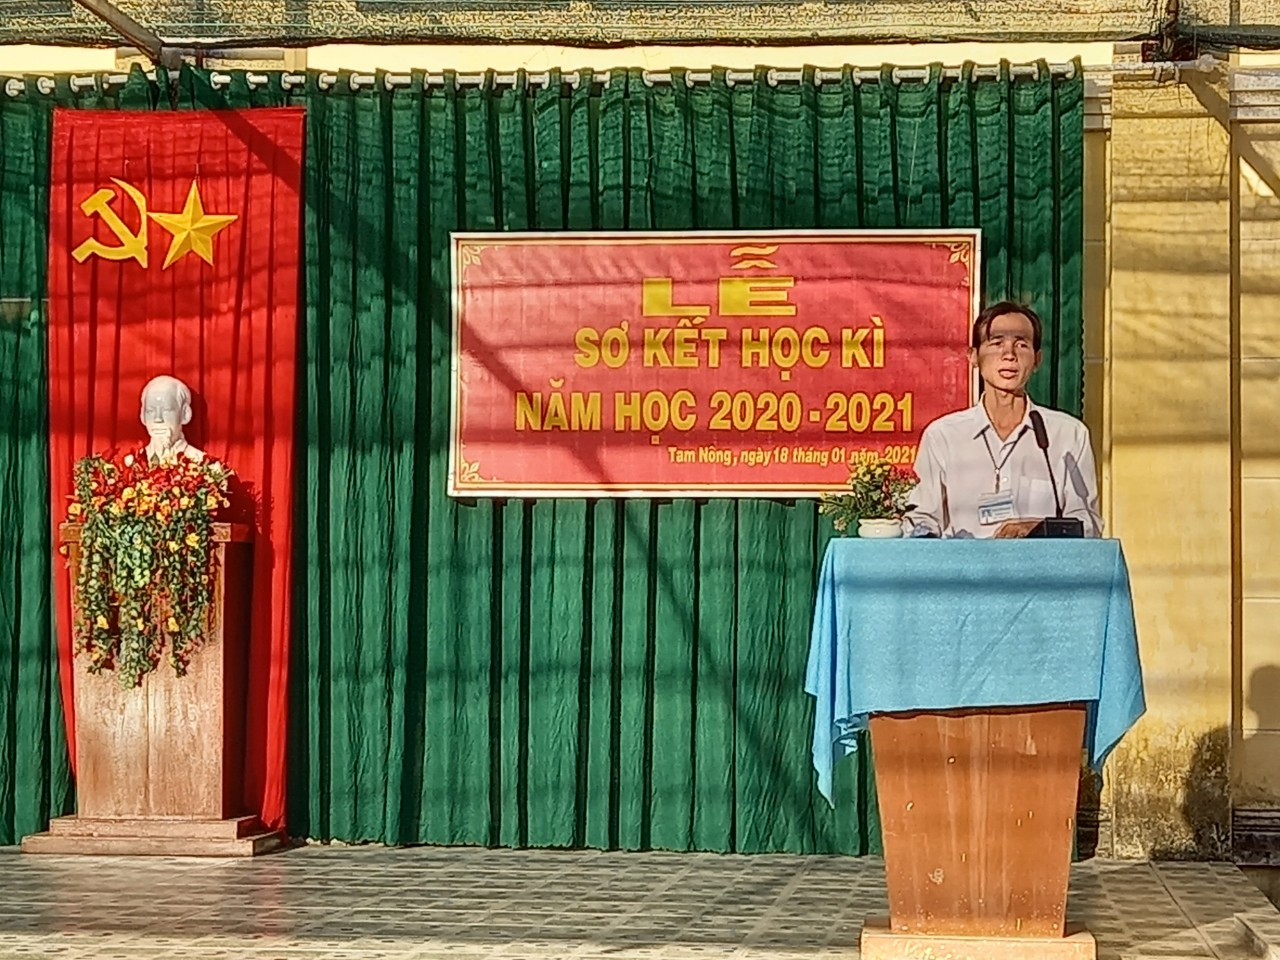 LỄ
SƠ KẾT HỌC KÌ
NĂM HỌC 2020 - 2021
Tam Nông, ngày 18 tháng 01 năm 2021